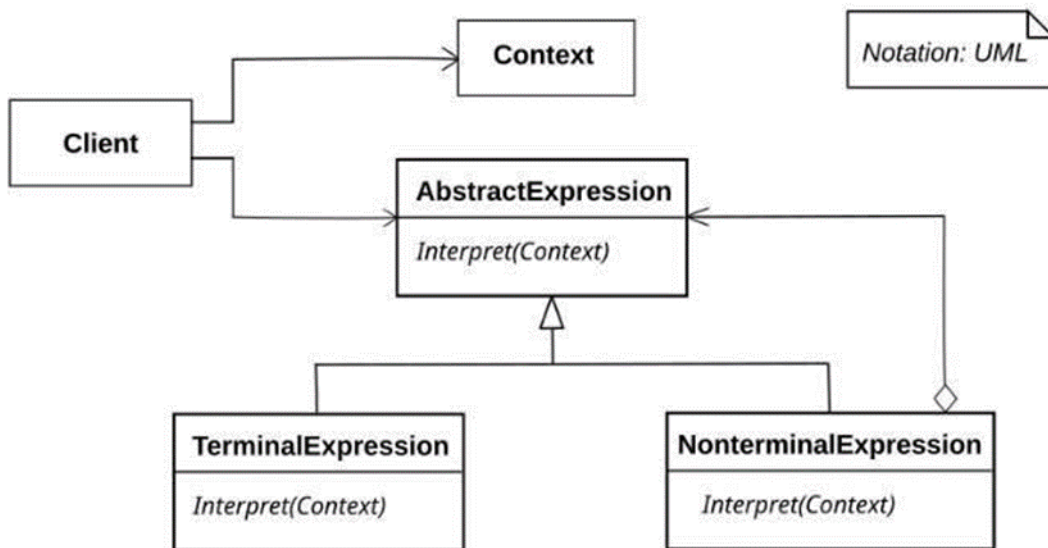 Context
Notation: UML
Client
AbstractExpression
Interpret(Context)
TerminalExpression
Interpret(Context)
NonterminalExpression
Interpret(Context)